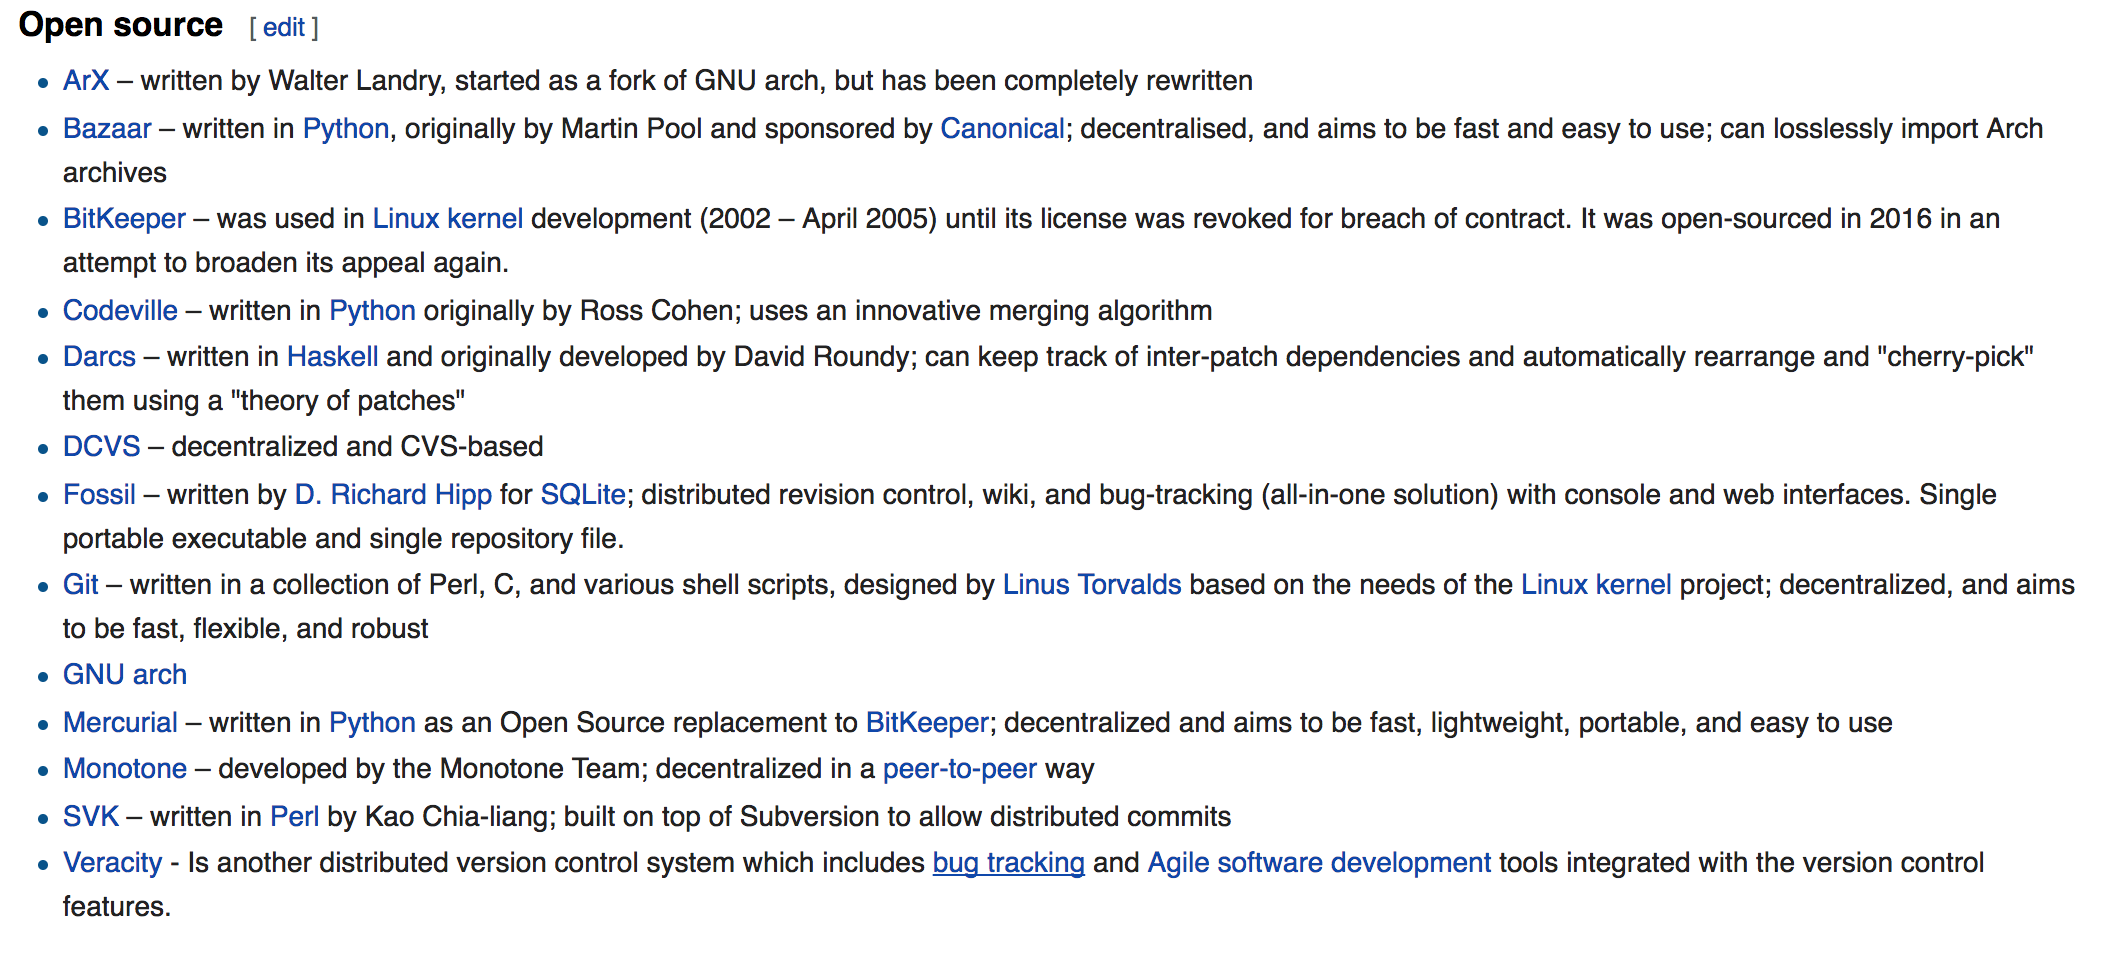 Open source [ edit ]
• ArX – written by Walter Landry, started as a fork of GNU arch, but has been completely rewritten
• Bazaar – written in Python, originally by Martin Pool and sponsored by Canonical; decentralised, and aims to be fast and easy to use; can losslessly import Arch
archives
• BitKeeper – was used in Linux kernel development (2002 – April 2005) until its license was revoked for breach of contract. It was open-sourced in 2016 in an
attempt to broaden its appeal again.
• Codeville – written in Python originally by Ross Cohen; uses an innovative merging algorithm
• Darcs – written in Haskell and originally developed by David Roundy; can keep track of inter-patch dependencies and automatically rearrange and "cherry-pick"
them using a "theory of patches"
• DCVS – decentralized and CVS-based
• Fossil – written by D. Richard Hipp for SQLite; distributed revision control, wiki, and bug-tracking (all-in-one solution) with console and web interfaces. Single
portable executable and single repository file.
• Git – written in a collection of Perl, C, and various shell scripts, designed by Linus Torvalds based on the needs of the Linux kernel project; decentralized, and aims
to be fast, flexible, and robust
• GNU arch
• Mercurial – written in Python as an Open Source replacement to BitKeeper; decentralized and aims to be fast, lightweight, portable, and easy to use
• Monotone – developed by the Monotone Team; decentralized in a peer-to-peer way
• SVK – written in Perl by Kao Chia-liang; built on top of Subversion to allow distributed commits
• Veracity - Is another distributed version control system which includes bug tracking and Agile software development tools integrated with the version control
features.